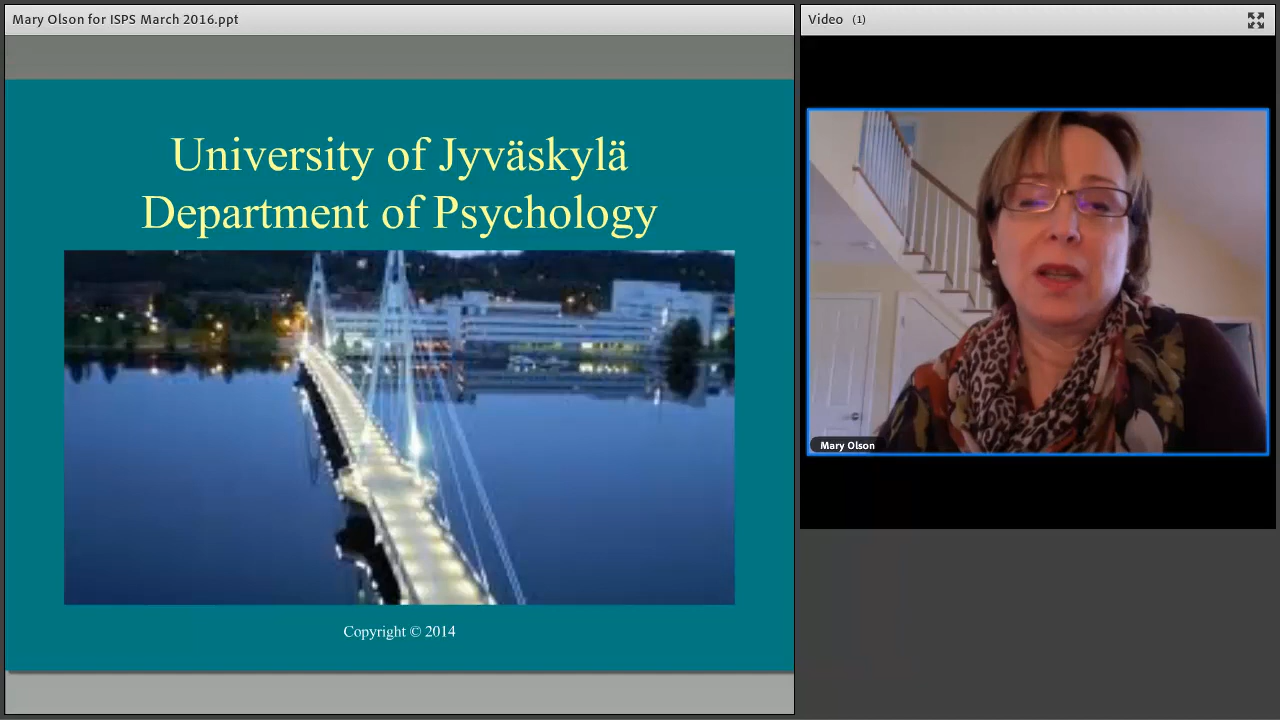 Mary Olson for ISPS March 2016.ppt
Video (1)
University of Jyväskylä
Department of Psychology
Copyright © 2014
Mary Olson